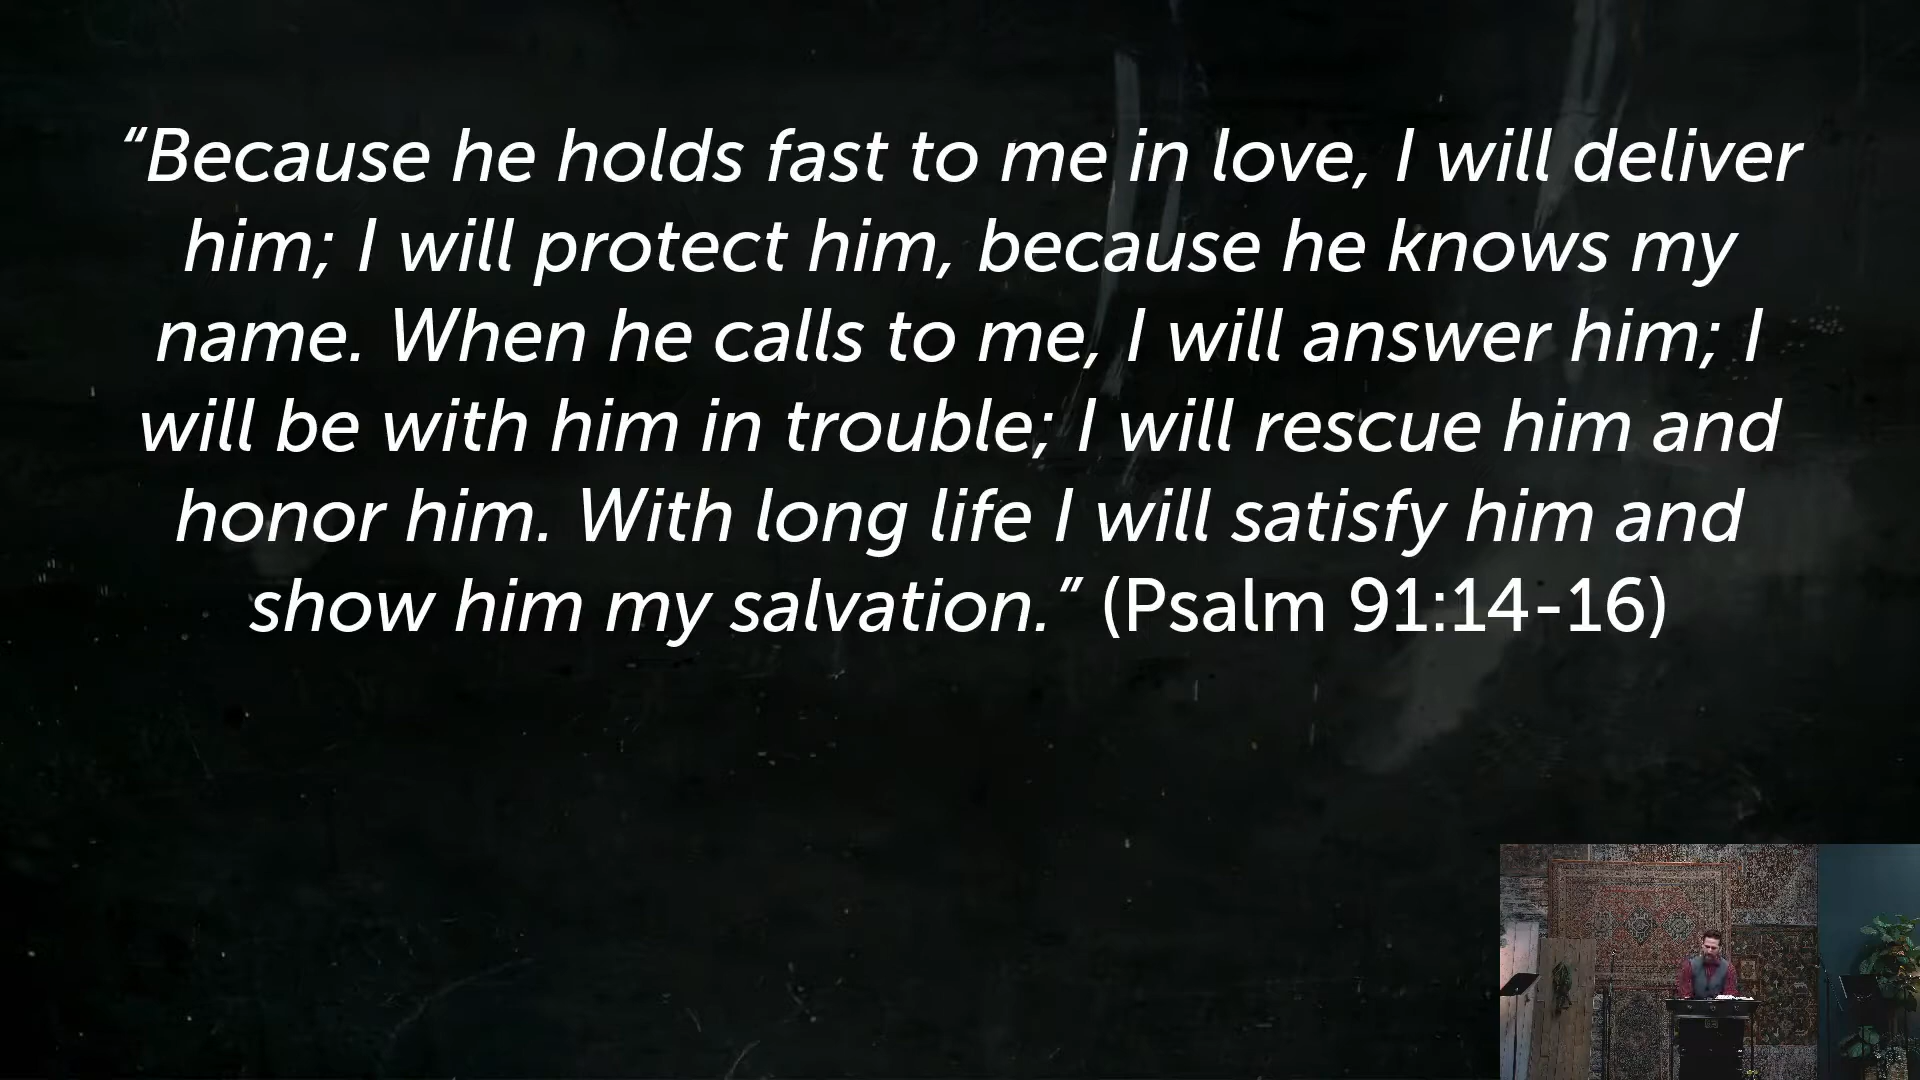 “Because he holds fast to me in love, I will deliver
him; I will protect him, because he knows my
name. When he calls to me, I will answer him; I
will be with him in trouble; I will rescue him and
honor him. With long life I will satisfy him and
show him my salvation.” (Psalm 91:14-16)